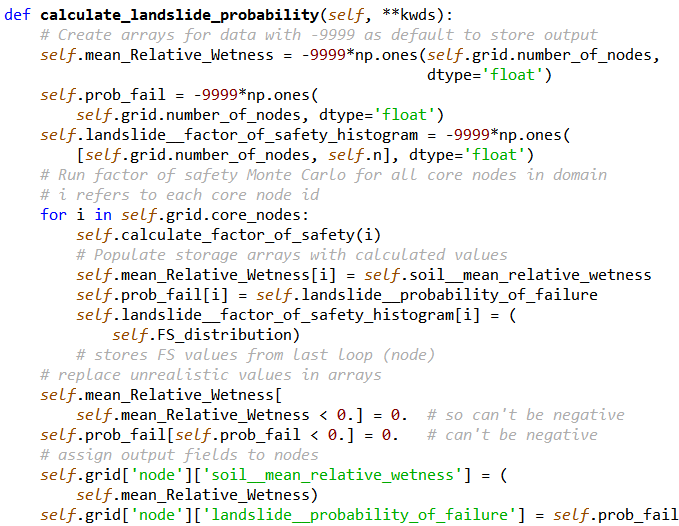 def calculate_landslide_probability(self, **kwds):
    # Create arrays for data with -9999 as default to store output
    self.mean_Relative_Wetness = -9999*np.ones(self.grid.number_of_nodes,
                                               dtype='float')
    self.prob_fail = -9999*np.ones(
        self.grid.number_of_nodes, dtype='float')
    self.landslide__factor_of_safety_histogram = -9999*np.ones(
        [self.grid.number_of_nodes, self.n], dtype='float')
    # Run factor of safety Monte Carlo for all core nodes in domain
    # i refers to each core node id
    for i in self.grid.core_nodes:
        self.calculate_factor_of_safety(i)
        # Populate storage arrays with calculated values
        self.mean_Relative_Wetness[i] = self.soil__mean_relative_wetness
        self.prob_fail[i] = self.landslide__probability_of_failure
        self.landslide__factor_of_safety_histogram[i] = (
            self.FS_distribution)
        # stores FS values from last loop (node)
    # replace unrealistic values in arrays
    self.mean_Relative_Wetness[
        self.mean_Relative_Wetness < 0.] = 0.  # so can't be negative
    self.prob_fail[self.prob_fail < 0.] = 0.   # can't be negative
    # assign output fields to nodes
    self.grid['node']['soil__mean_relative_wetness'] = (
        self.mean_Relative_Wetness)
    self.grid['node']['landslide__probability_of_failure'] = self.prob_fail